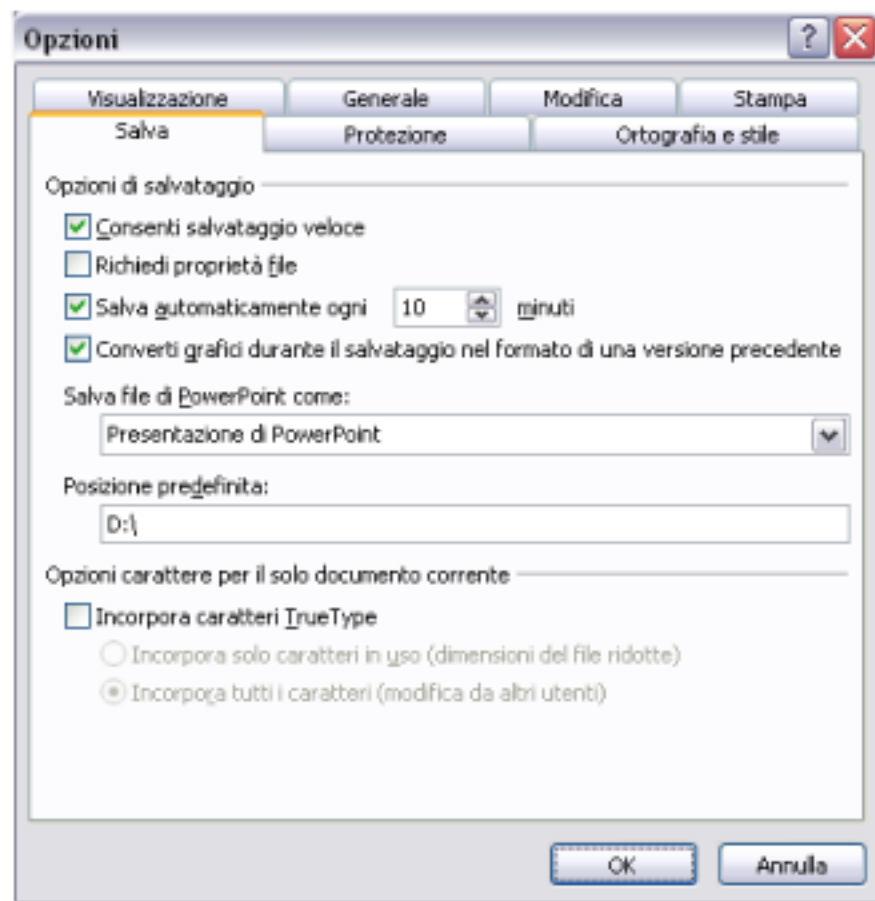 Opzioni
Visualizzazione Generale Modifica Stampa
Salva Protezione Ortografia e stile
Opzioni di salvataggio
Consenti salvataggio veloce
Richiedi proprietà file
Salva automaticamente ogni 10 minuti
Converti grafici durante il salvataggio nel formato di una versione precedente
Salva file di PowerPoint come:
Presentazione di PowerPoint
Posizione predefinita:
D:\
Opzioni carattere per il solo documento corrente
Incorpora caratteri TrueType
Incorpora solo caratteri in uso (dimensioni del file ridotte)
Incorpora tutti i caratteri (modifica da altri utenti)
OK Annulla